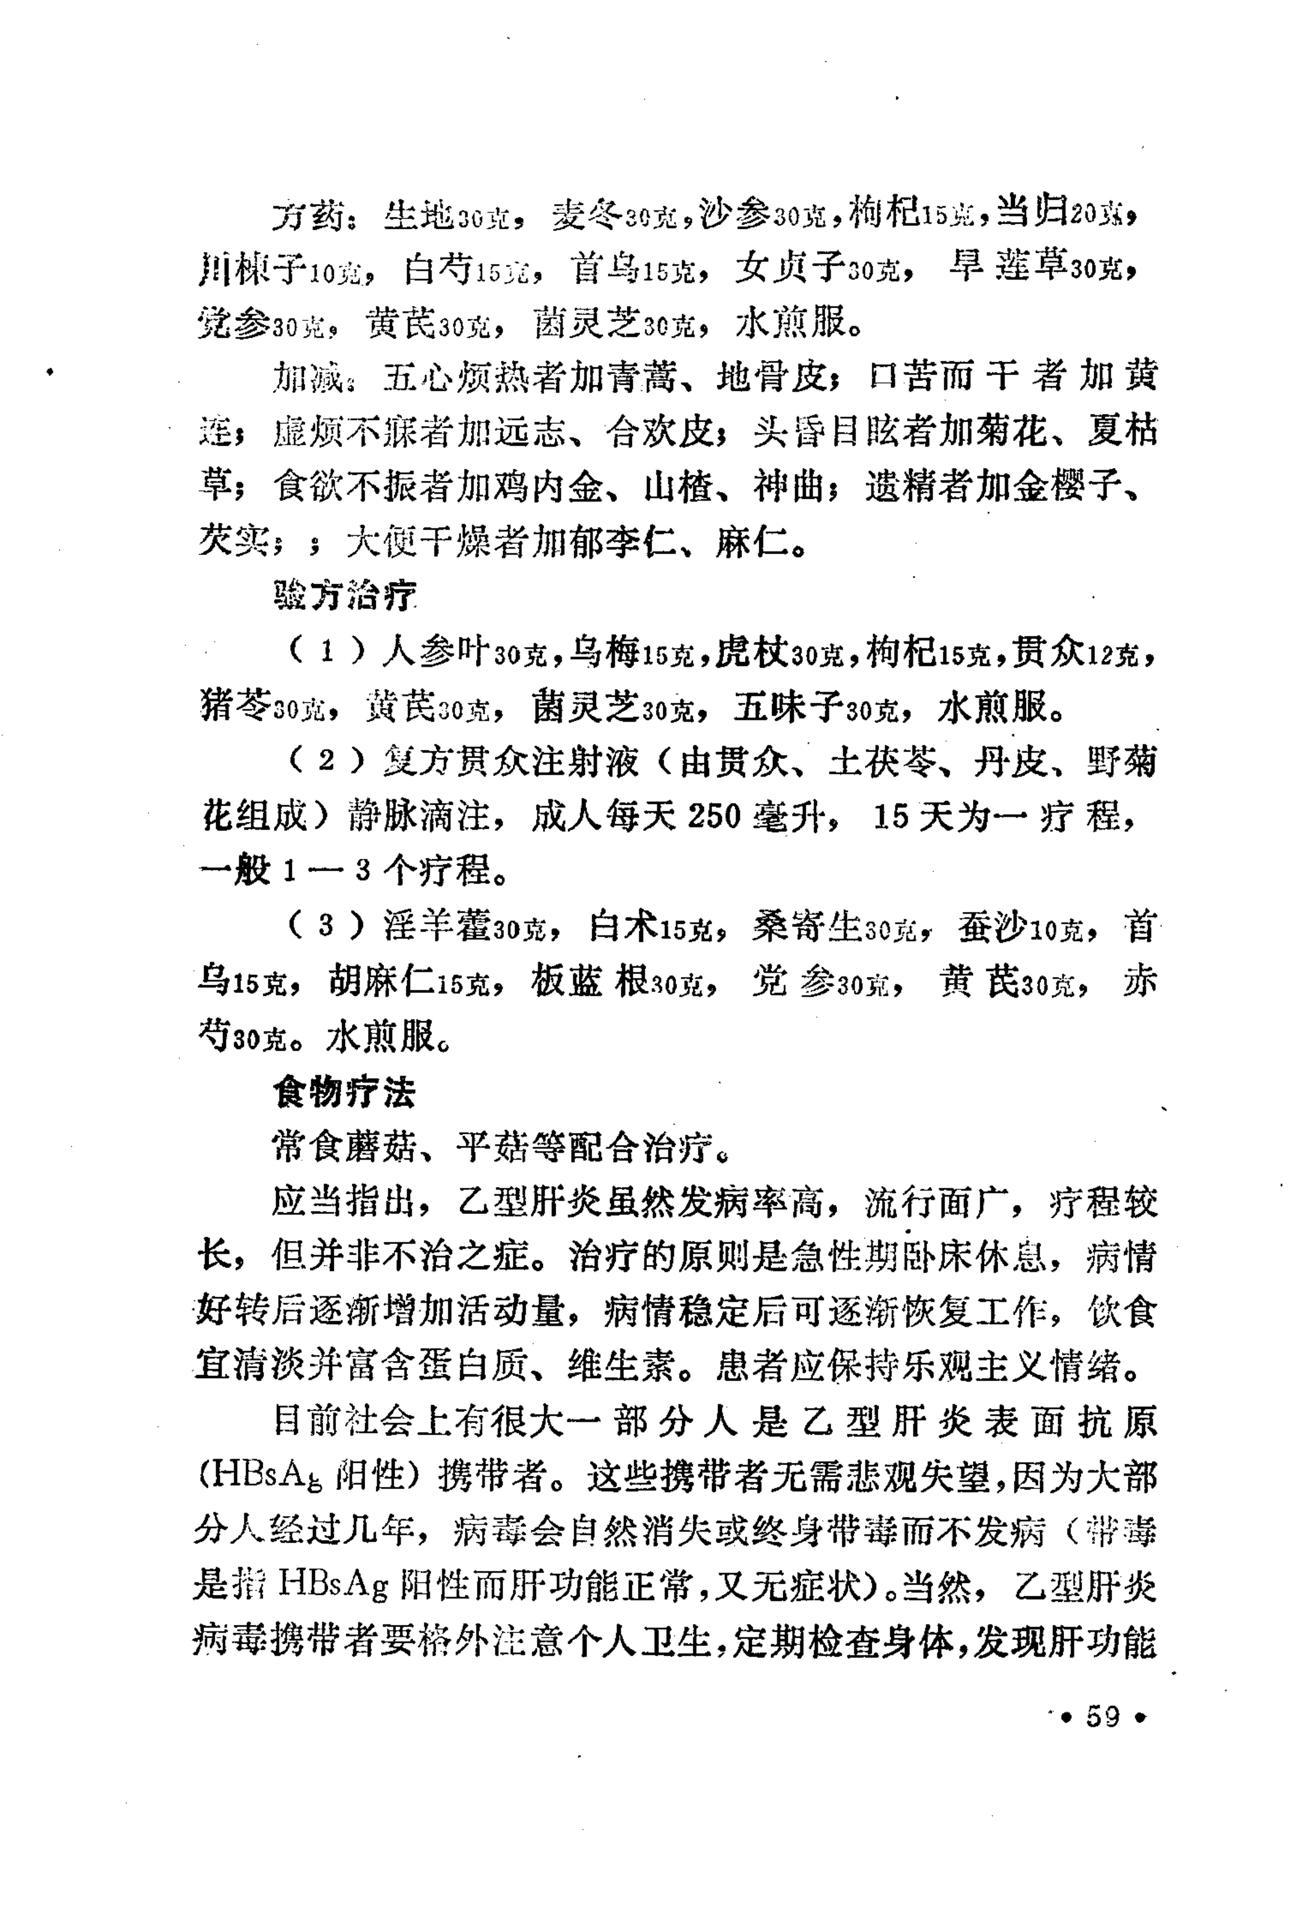 方药：生地30克，麦冬30克，沙参30克，枸杞15克，当归20克，
川楝子10克，白芍15克，首乌15克，女贞子30克，旱莲草30克，
党参30克，黄芪30克，菌灵芝30克，水煎服。
加减：五心烦热者加青蒿、地骨皮；口苦而干者加黄
连；虚烦不寐者加远志、合欢皮；头昏目眩者加菊花、夏枯
草；食欲不振者加鸡内金、山楂、神曲；遗精者加金樱子、
芡实；；大便干燥者加郁李仁、麻仁。
验方治疗
（1）人参叶30克，乌梅15克，虎杖30克，枸杞15克，贯众12克，
猪苓30克，黄芪30克，菌灵芝30克，五味子30克，水煎服。
（2）复方贯众注射液（由贯众、土茯苓、丹皮、野菊
花组成）静脉滴注，成人每天250毫升，15天为一疗程，
一般1—3个疗程。
（3）淫羊藿30克，白术15克，桑寄生30克，蚕沙10克，首
乌15克，胡麻仁15克，板蓝根30克，党参30克，黄芪30克，赤
芍30克。水煎服。
食物疗法
常食蘑菇、平菇等配合治疗。
应当指出，乙型肝炎虽然发病率高，流行面广，疗程较
长，但并非不治之症。治疗的原则是急性期卧床休息，病情
好转后逐渐增加活动量，病情稳定后可逐渐恢复工作，饮食
宜清淡并富含蛋白质、维生素。患者应保持乐观主义情绪。
目前社会上有很大一部分人是乙型肝炎表面抗原
（HBsAg阳性）携带者。这些携带者无需悲观失望，因为大部
分人经过几年，病毒会自然消失或终身带毒而不发病（带毒
是指HBsAg阳性而肝功能正常，又无症状）。当然，乙型肝炎
病毒携带者要格外注意个人卫生，定期检查身体，发现肝功能
• 59 •